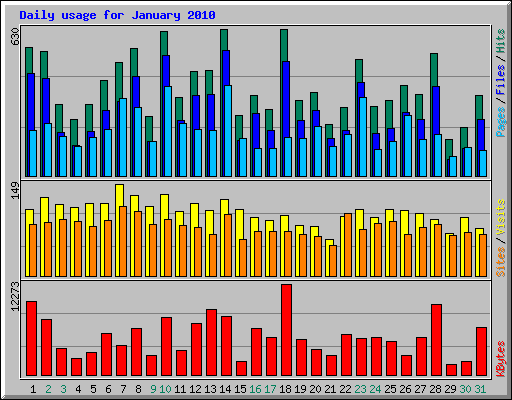 Daily usage for January 2010
630
149
12273
Pages / Files / Hits
Sites / Visits
KBytes
1 2 3 4 5 6 7 8 9 10 11 12 13 14 15 16 17 18 19 20 21 22 23 24 25 26 27 28 29 30 31